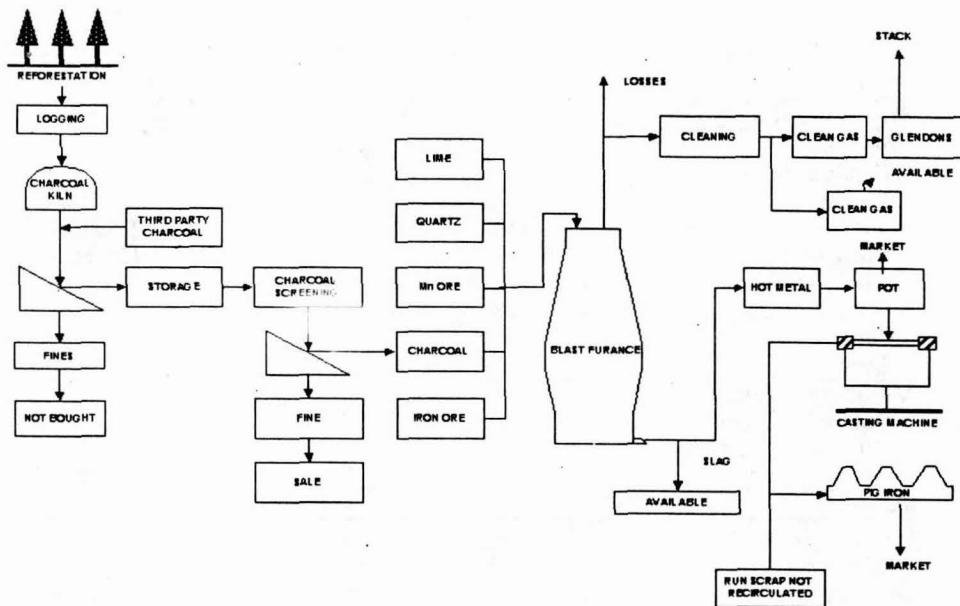 REFORESTATION
LOGGING
CHARCOAL
KILN
THIRD PARTY
CHARCOAL
STORAGE
CHARCOAL
SCREENING
FINES
NOT BOUGHT
FINE
SALE
LIME
QUARTZ
Mn ORE
CHARCOAL
IRON ORE
BLAST FURANCE
LOSSES
CLEANING
CLEAN GAS
GLENDONS
STACK
AVAILABLE
CLEAN GAS
MARKET
HOT METAL
POT
CASTING MACHINE
SLAG
AVAILABLE
PIG IRON
MARKET
RUN SCRAP NOT
RECIRCULATED